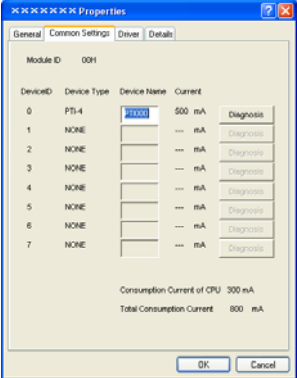 ××××××× Properties
General Common Settings Driver Details
Module ID 00H
DeviceID Device Type Device Name Current
0 PTI-4 PTI000 500 mA Diagnosis
1 NONE --- mA Diagnosis
2 NONE --- mA Diagnosis
3 NONE --- mA Diagnosis
4 NONE --- mA Diagnosis
5 NONE --- mA Diagnosis
6 NONE --- mA Diagnosis
7 NONE --- mA Diagnosis
Consumption Current of CPU 300 mA
Total Consumption Current 800 mA
OK Cancel